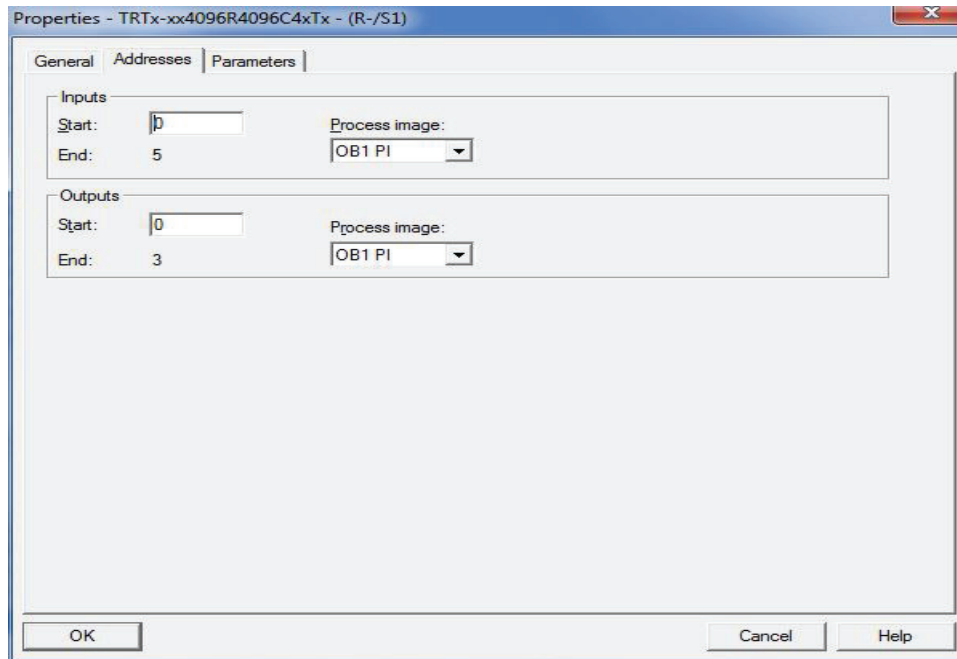 Properties - TRTx-xx4096R4096C4xTx - (R-/S1)
General Addresses Parameters
Inputs
Start: 0 Process image:
End: 5 OB1 PI
Outputs
Start: 0 Process image:
End: 3 OB1 PI
OK Cancel Help